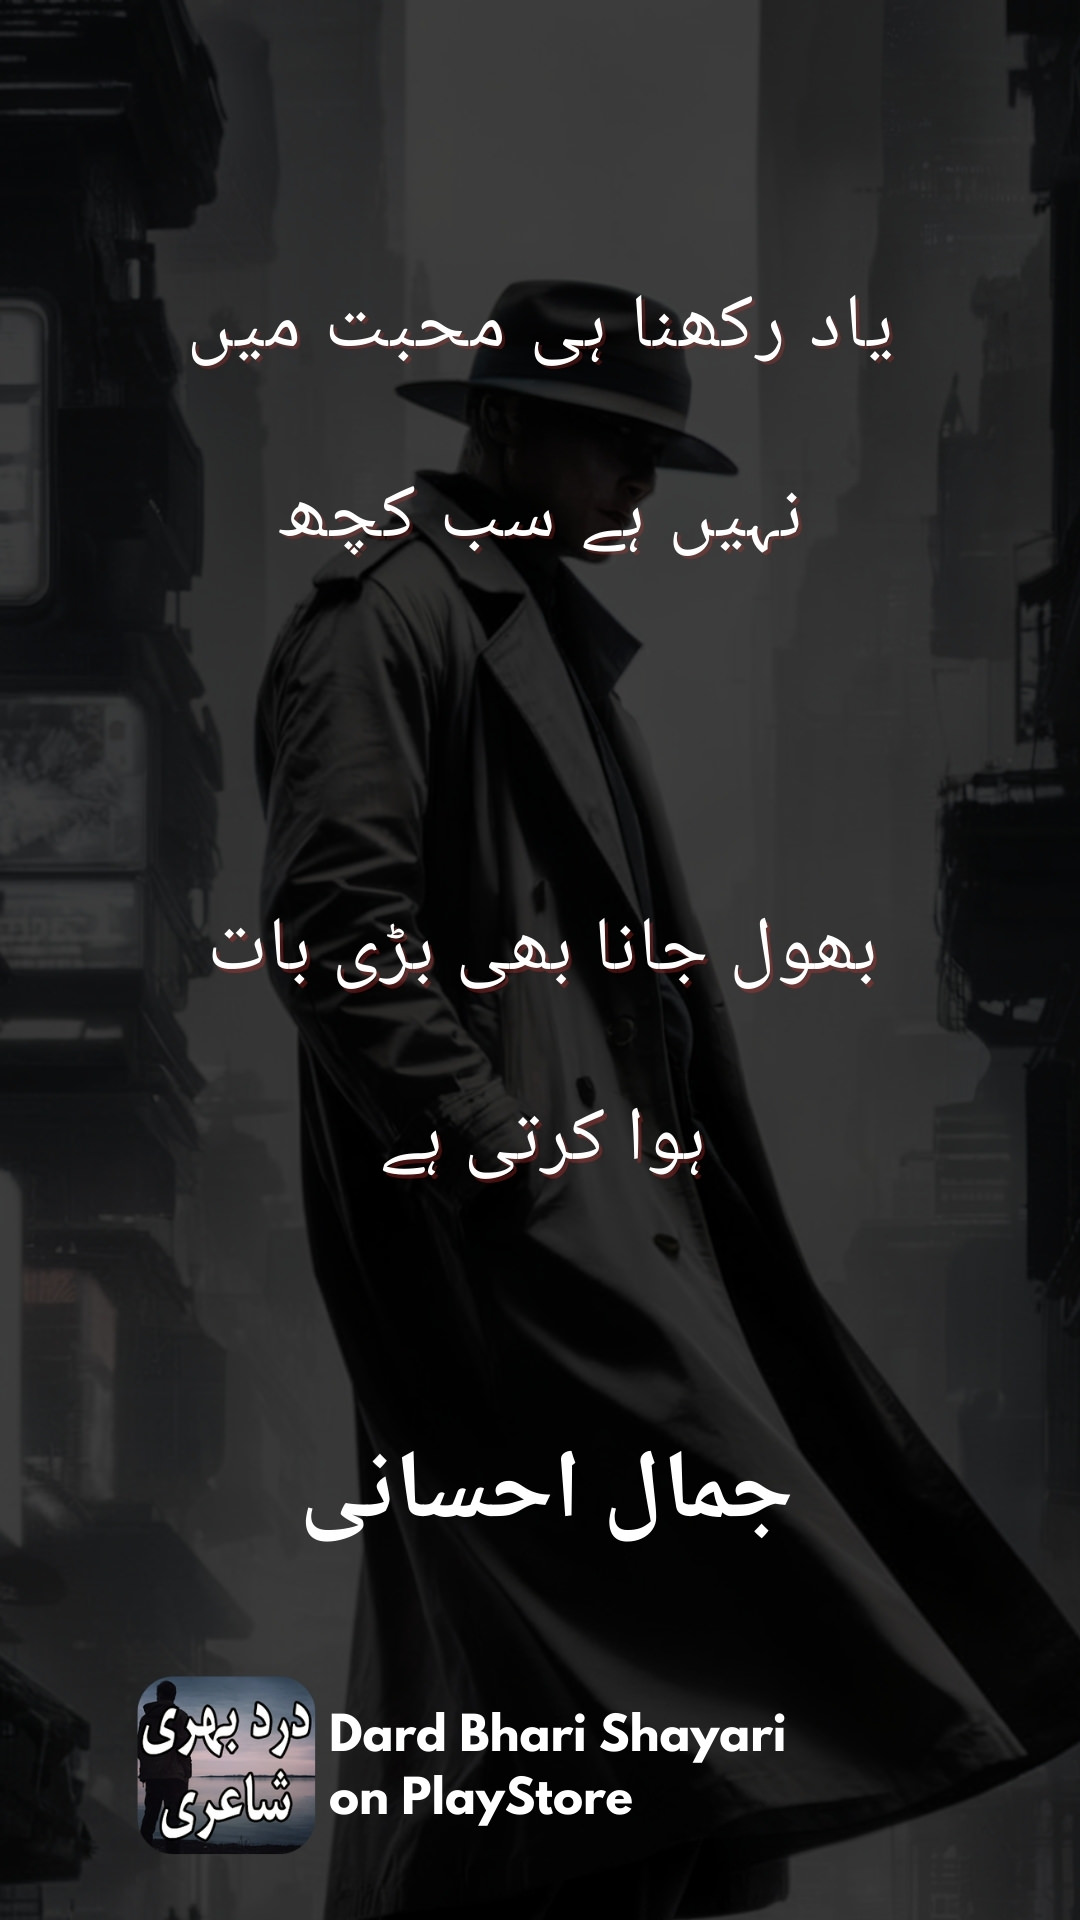 یاد رکھنا ہی محبت میں
نہیں ہے سب کچھ
بھول جانا بھی بڑی بات
ہوا کرتی ہے
جمال احسانی
درد بھری
شاعری
Dard Bhari Shayari
on PlayStore